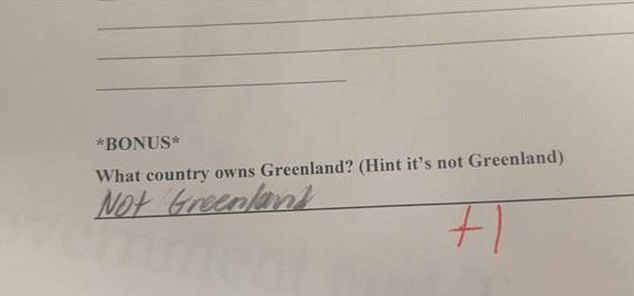 *BONUS*
What country owns Greenland? (Hint it's not Greenland)
Not Greenland
+1